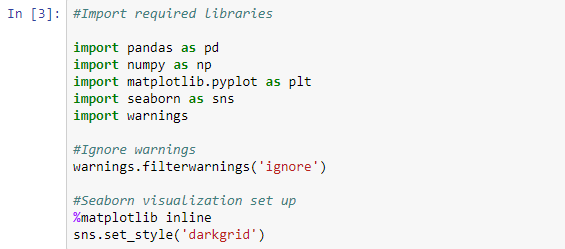 In [3]: #Import required libraries
import pandas as pd
import numpy as np
import matplotlib.pyplot as plt
import seaborn as sns
import warnings
#Ignore warnings
warnings.filterwarnings('ignore')
#Seaborn visualization set up
%matplotlib inline
sns.set_style('darkgrid')